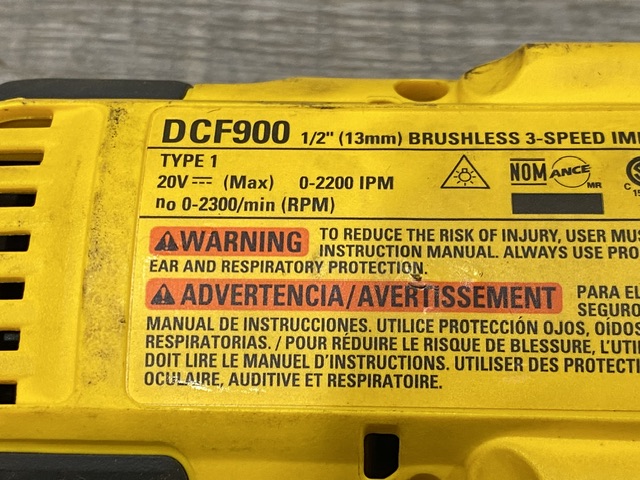 DCF900 1/2" (13mm) BRUSHLESS 3-SPEED
TYPE 1
20V ⎓ (Max) 0-2200 IPM
no 0-2300/min (RPM)
NOM ANCE
MR
C
WARNING TO REDUCE THE RISK OF INJURY, USER
INSTRUCTION MANUAL. ALWAYS USE
EAR AND RESPIRATORY PROTECTION.
ADVERTENCIA/AVERTISSEMENT PARA EL
MANUAL DE INSTRUCCIONES. UTILICE PROTECCIÓN OJOS, OÍDOS
RESPIRATORIAS. / POUR RÉDUIRE LE RISQUE DE BLESSURE,
DOIT LIRE LE MANUEL D'INSTRUCTIONS. UTILISER DES
OCULAIRE, AUDITIVE ET RESPIRATOIRE.